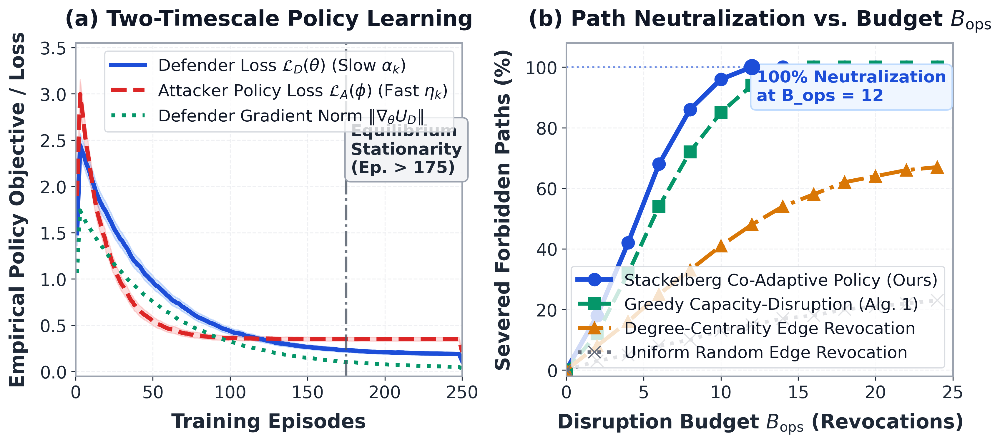 (a) Two-Timescale Policy Learning
Empirical Policy Objective / Loss
3.5
3.0
2.5
2.0
1.5
1.0
0.5
0.0
Defender Loss ℒ_D(θ) (Slow α_k)
Attacker Policy Loss ℒ_A(ϕ) (Fast η_k)
Defender Gradient Norm ‖∇_θU_D‖
Equilibrium
Stationarity
(Ep. > 175)
0 50 100 150 200 250
Training Episodes
(b) Path Neutralization vs. Budget B_ops
Severed Forbidden Paths (%)
100
80
60
40
20
0
100% Neutralization
at B_ops = 12
Stackelberg Co-Adaptive Policy (Ours)
Greedy Capacity-Disruption (Alg. 1)
Degree-Centrality Edge Revocation
Uniform Random Edge Revocation
0 5 10 15 20 25
Disruption Budget B_ops (Revocations)